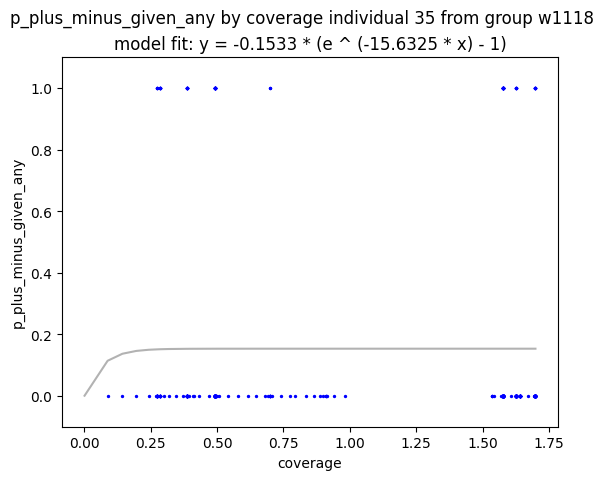 p_plus_minus_given_any by coverage individual 35 from group w1118
model fit: y = -0.1533 * (e ^ (-15.6325 * x) - 1)
1.0
0.8
0.6
0.4
0.2
0.0
p_plus_minus_given_any
0.00 0.25 0.50 0.75 1.00 1.25 1.50 1.75
coverage